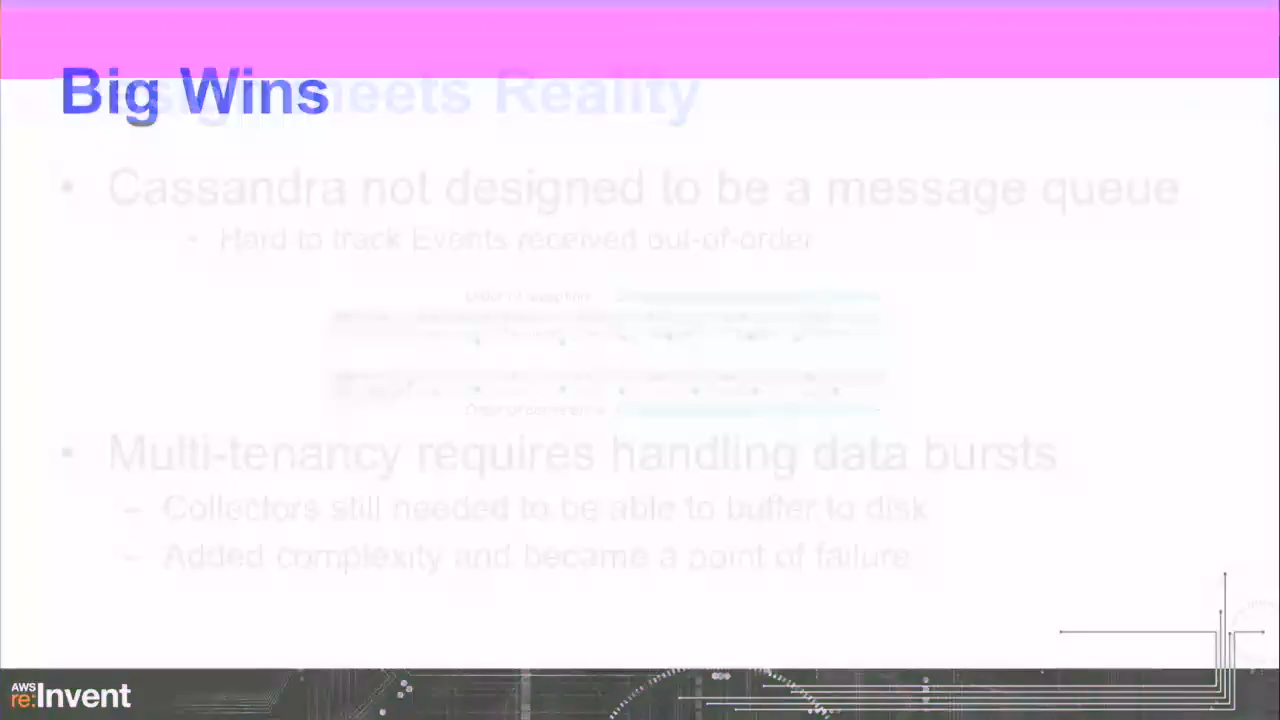 Big Wins
meets Reality
• Cassandra not designed to be a message queue
• Hard to track Events received out-of-order
• Multi-tenancy requires handling data bursts
– Collectors still needed to be able to buffer to disk
– Added complexity and became a point of failure
AWS
re:Invent